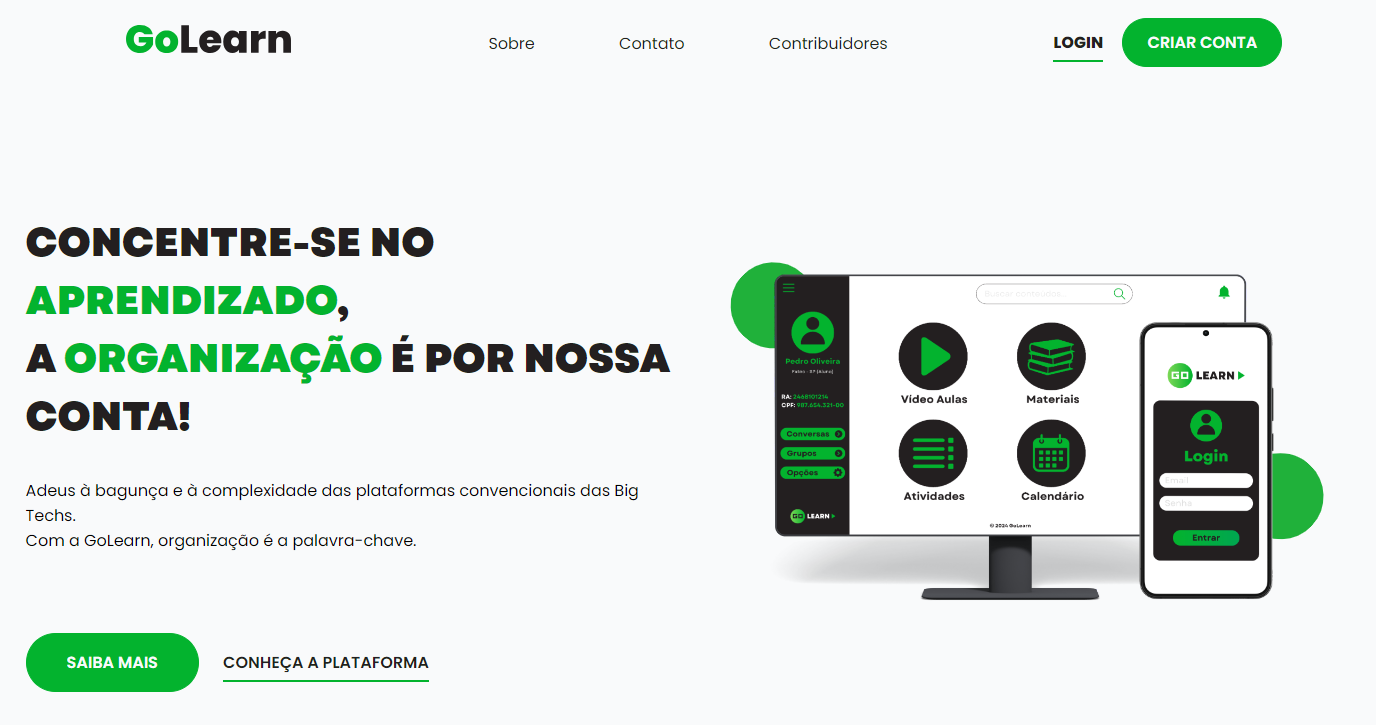 GoLearn
Sobre
Contato
Contribuidores
LOGIN
CRIAR CONTA
CONCENTRE-SE NO
APRENDIZADO,
A ORGANIZAÇÃO É POR NOSSA
CONTA!
Adeus à bagunça e à complexidade das plataformas convencionais das Big
Techs.
Com a GoLearn, organização é a palavra-chave.
SAIBA MAIS
CONHEÇA A PLATAFORMA
Pedro Oliveira
RA: 2468101214
CPF: 987.654.321-00
Conversas
Grupos
Opções
GO LEARN
Buscar conteúdos...
Vídeo Aulas
Materiais
Atividades
Calendário
© 2024 GoLearn
GO LEARN
Login
Email
Senha
Entrar